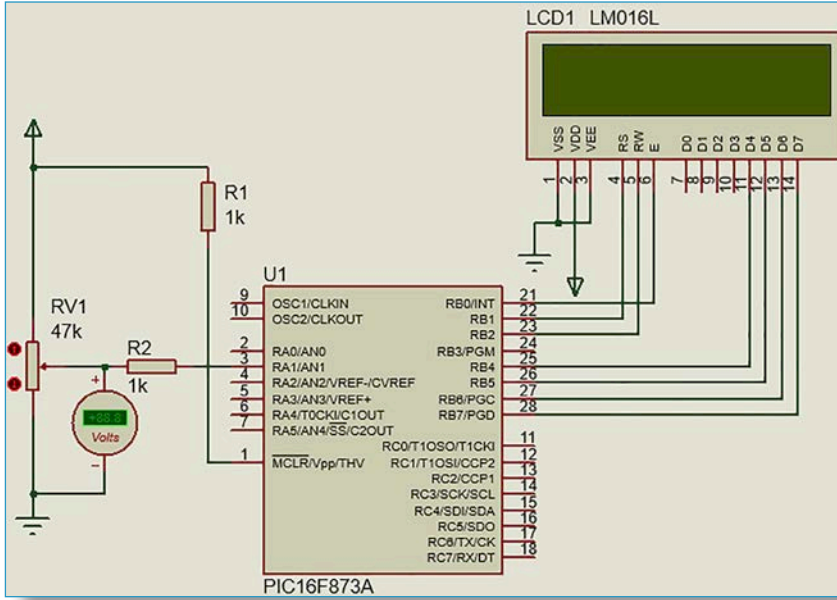 LCD1 LM016L
VSS
VDD
VEE
RS
RW
E
D0
D1
D2
D3
D4
D5
D6
D7
1
2
3
4
5
6
7
8
9
10
11
12
13
14
R1
1k
RV1
47k
R2
1k
+88.8
Volts
U1
9 OSC1/CLKIN
10 OSC2/CLKOUT
2 RA0/AN0
3 RA1/AN1
4 RA2/AN2/VREF-/CVREF
5 RA3/AN3/VREF+
6 RA4/T0CKI/C1OUT
7 RA5/AN4/SS/C2OUT
1 MCLR/Vpp/THV
RB0/INT 21
RB1 22
RB2 23
RB3/PGM 24
RB4 25
RB5 26
RB6/PGC 27
RB7/PGD 28
RC0/T1OSO/T1CKI 11
RC1/T1OSI/CCP2 12
RC2/CCP1 13
RC3/SCK/SCL 14
RC4/SDI/SDA 15
RC5/SDO 16
RC6/TX/CK 17
RC7/RX/DT 18
PIC16F873A